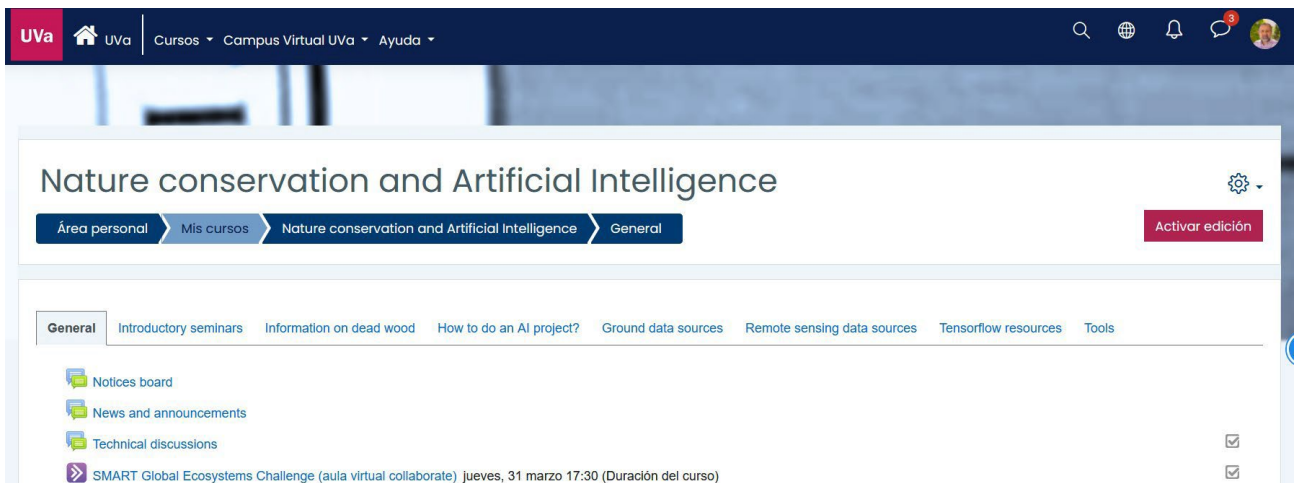 UVa UVa Cursos Campus Virtual UVa Ayuda 3
Nature conservation and Artificial Intelligence
Área personal Mis cursos Nature conservation and Artificial Intelligence General
Activar edición
General Introductory seminars Information on dead wood How to do an AI project? Ground data sources Remote sensing data sources Tensorflow resources Tools
Notices board
News and announcements
Technical discussions
SMART Global Ecosystems Challenge (aula virtual collaborate) jueves, 31 marzo 17:30 (Duración del curso)